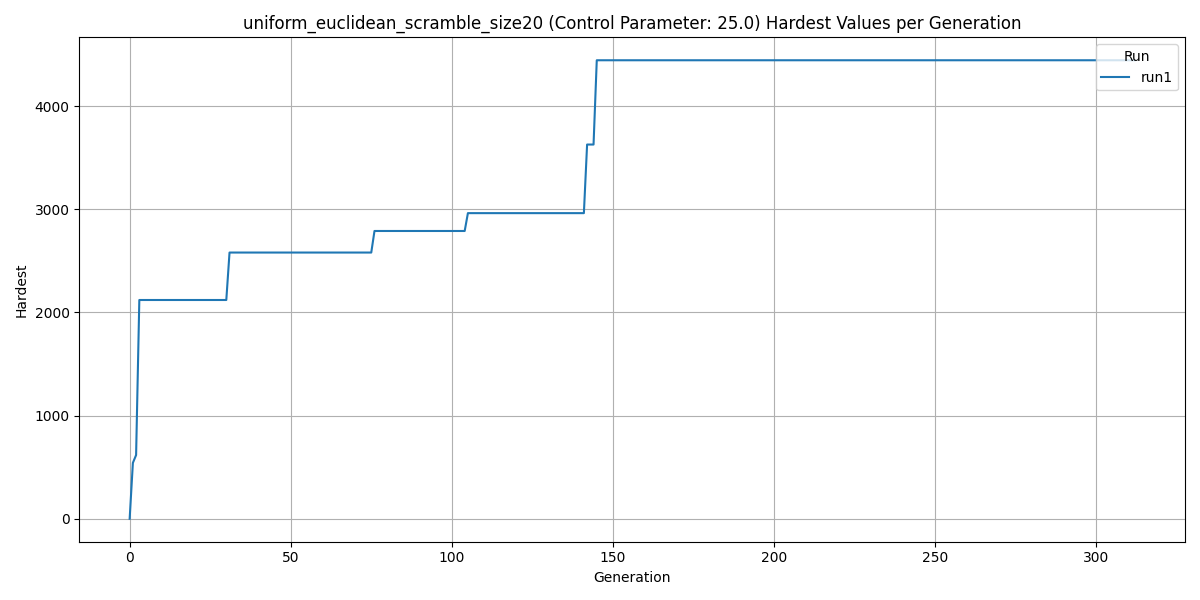 uniform_euclidean_scramble_size20 (Control Parameter: 25.0) Hardest Values per Generation
Run
run1
4000
3000
2000
1000
0
Hardest
0 50 100 150 200 250 300
Generation